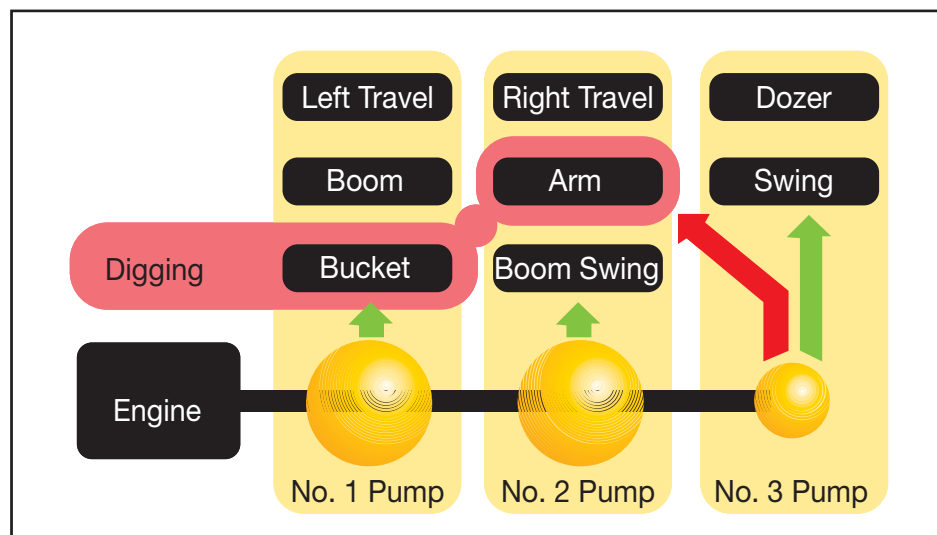 Left Travel
Right Travel
Dozer
Boom
Arm
Swing
Digging
Bucket
Boom Swing
Engine
No. 1 Pump
No. 2 Pump
No. 3 Pump